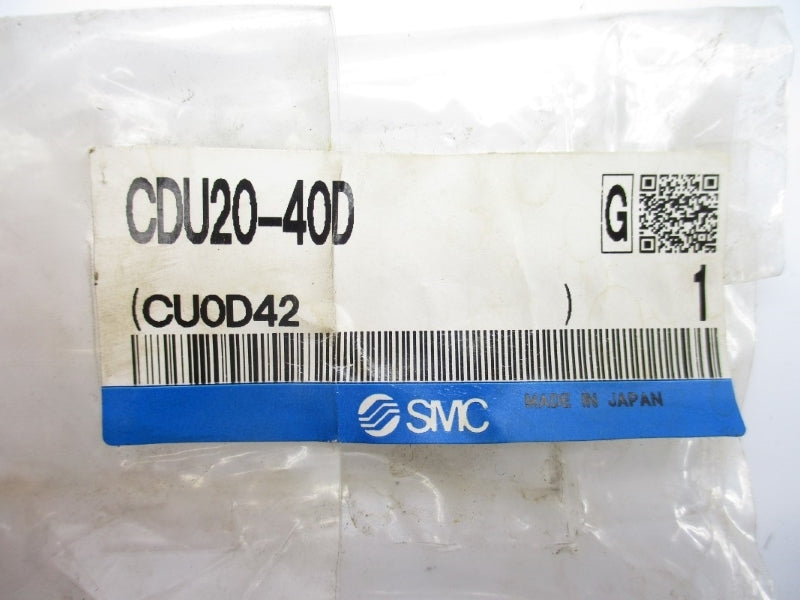 CDU20-40D
G
(CU0D42 )
1
SMC
MADE IN JAPAN